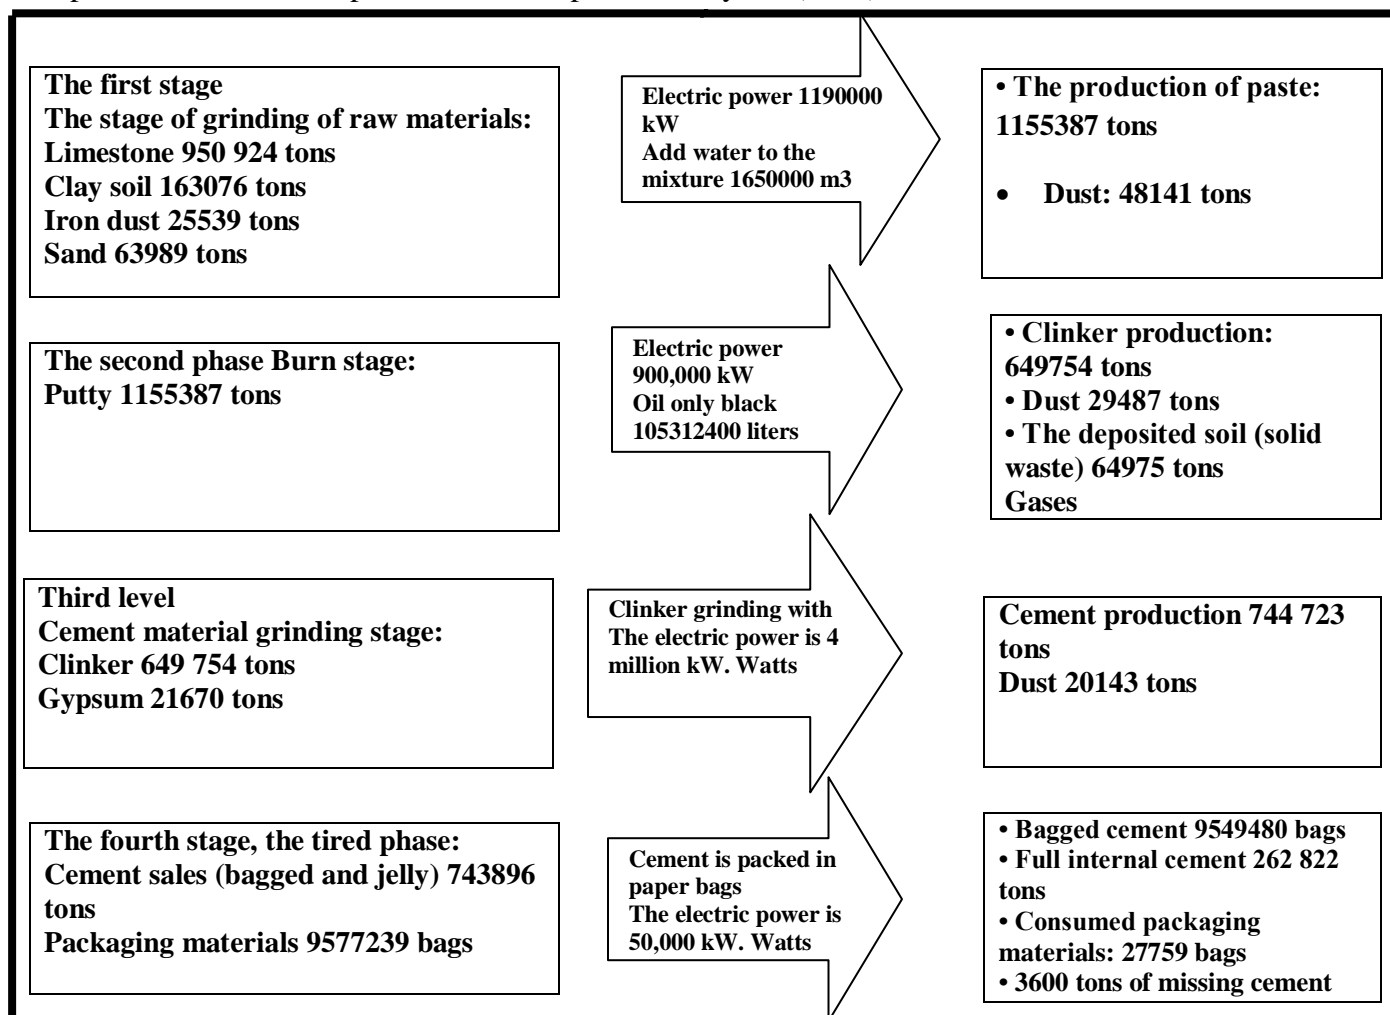 The first stage
The stage of grinding of raw materials:
Limestone 950 924 tons
Clay soil 163076 tons
Iron dust 25539 tons
Sand 63989 tons
Electric power 1190000
kW
Add water to the
mixture 1650000 m3
• The production of paste:
1155387 tons
• Dust: 48141 tons
The second phase Burn stage:
Putty 1155387 tons
Electric power
900,000 kW
Oil only black
105312400 liters
• Clinker production:
649754 tons
• Dust 29487 tons
• The deposited soil (solid
waste) 64975 tons
Gases
Third level
Cement material grinding stage:
Clinker 649 754 tons
Gypsum 21670 tons
Clinker grinding with
The electric power is 4
million kW. Watts
Cement production 744 723
tons
Dust 20143 tons
The fourth stage, the tired phase:
Cement sales (bagged and jelly) 743896
tons
Packaging materials 9577239 bags
Cement is packed in
paper bags
The electric power is
50,000 kW. Watts
• Bagged cement 9549480 bags
• Full internal cement 262 822
tons
• Consumed packaging
materials: 27759 bags
• 3600 tons of missing cement